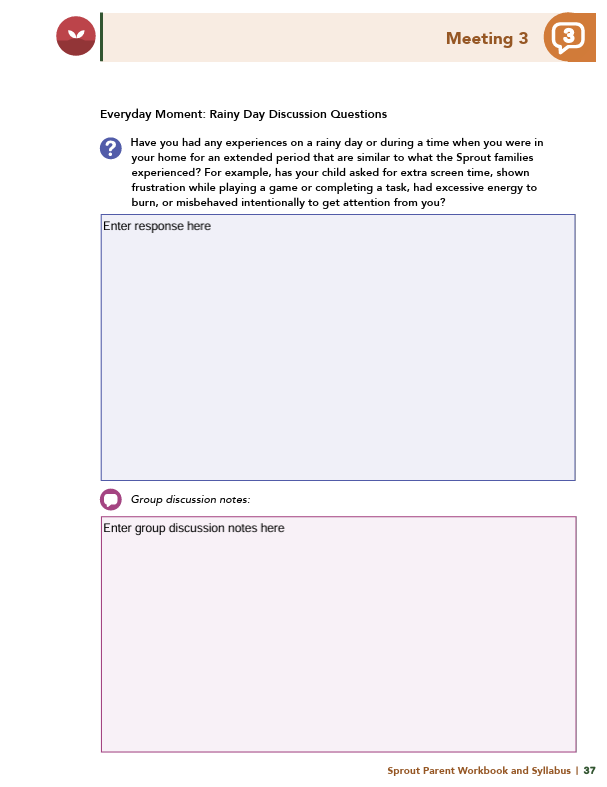 Meeting 3
3
Everyday Moment: Rainy Day Discussion Questions
?
Have you had any experiences on a rainy day or during a time when you were in
your home for an extended period that are similar to what the Sprout families
experienced? For example, has your child asked for extra screen time, shown
frustration while playing a game or completing a task, had excessive energy to
burn, or misbehaved intentionally to get attention from you?
Enter response here
Group discussion notes:
Enter group discussion notes here
Sprout Parent Workbook and Syllabus | 37